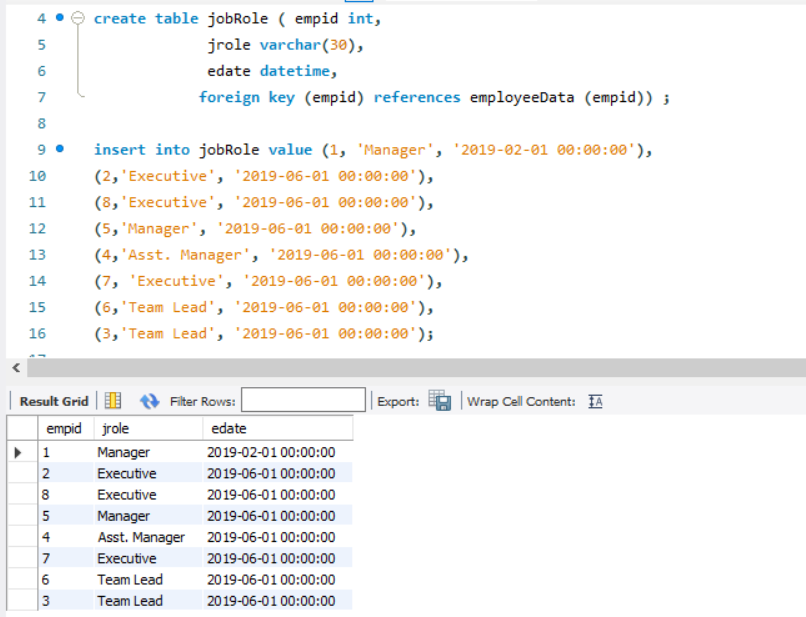 4 create table jobRole ( empid int,
5 jrole varchar(30),
6 edate datetime,
7 foreign key (empid) references employeeData (empid)) ;
8
9 insert into jobRole value (1, 'Manager', '2019-02-01 00:00:00'),
10 (2,'Executive', '2019-06-01 00:00:00'),
11 (8,'Executive', '2019-06-01 00:00:00'),
12 (5,'Manager', '2019-06-01 00:00:00'),
13 (4,'Asst. Manager', '2019-06-01 00:00:00'),
14 (7, 'Executive', '2019-06-01 00:00:00'),
15 (6,'Team Lead', '2019-06-01 00:00:00'),
16 (3,'Team Lead', '2019-06-01 00:00:00');
Result Grid Filter Rows: Export: Wrap Cell Content: IA
empid jrole edate
1 Manager 2019-02-01 00:00:00
2 Executive 2019-06-01 00:00:00
8 Executive 2019-06-01 00:00:00
5 Manager 2019-06-01 00:00:00
4 Asst. Manager 2019-06-01 00:00:00
7 Executive 2019-06-01 00:00:00
6 Team Lead 2019-06-01 00:00:00
3 Team Lead 2019-06-01 00:00:00